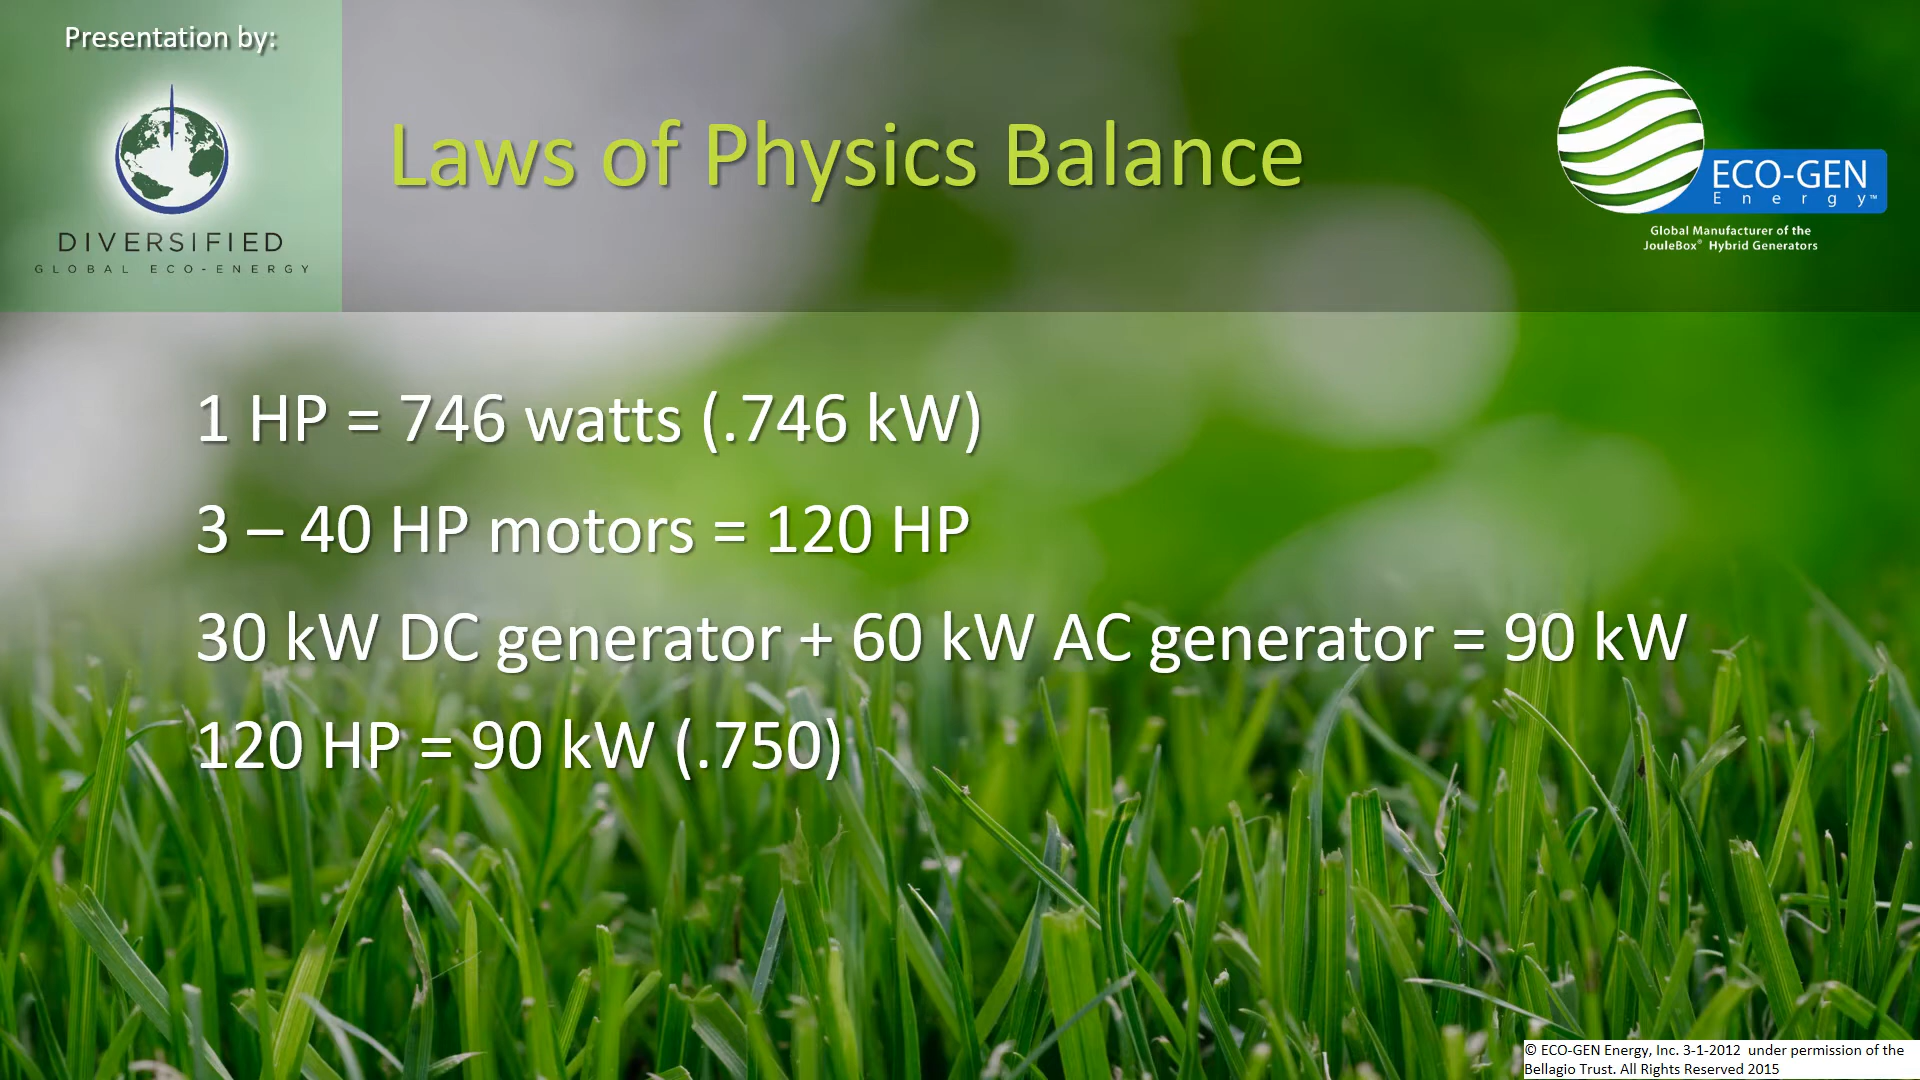 Presentation by:
DIVERSIFIED
GLOBAL ECO-ENERGY
Laws of Physics Balance
ECO-GEN
Energy™
Global Manufacturer of the
JouleBox® Hybrid Generators
1 HP = 746 watts (.746 kW)
3 – 40 HP motors = 120 HP
30 kW DC generator + 60 kW AC generator = 90 kW
120 HP = 90 kW (.750)
© ECO-GEN Energy, Inc. 3-1-2012 under permission of the
Bellagio Trust. All Rights Reserved 2015